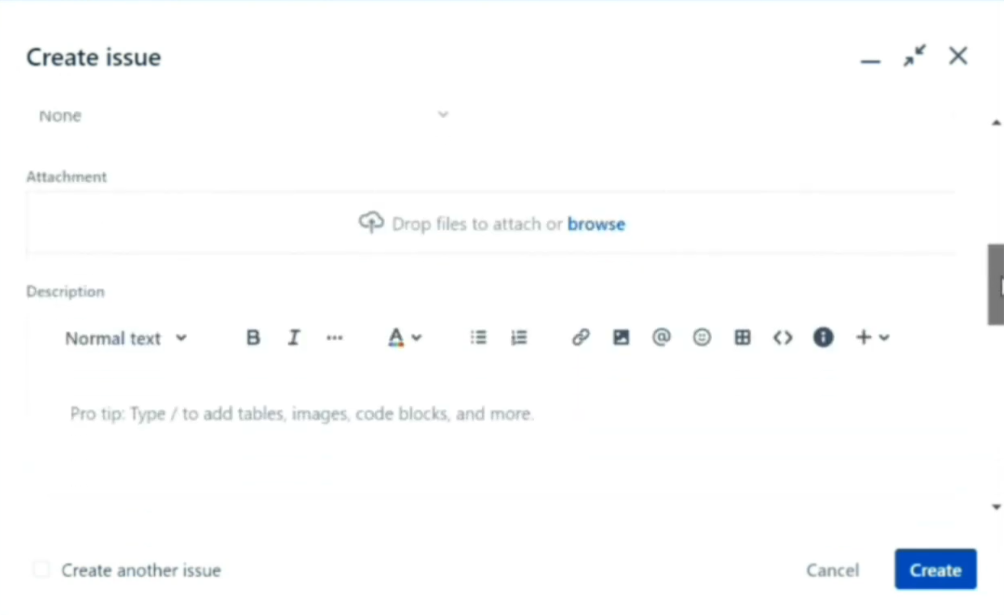 Create issue
None
Attachment
Drop files to attach or browse
Description
Normal text B I ... A @ <> i +
Pro tip: Type / to add tables, images, code blocks, and more.
Create another issue Cancel Create